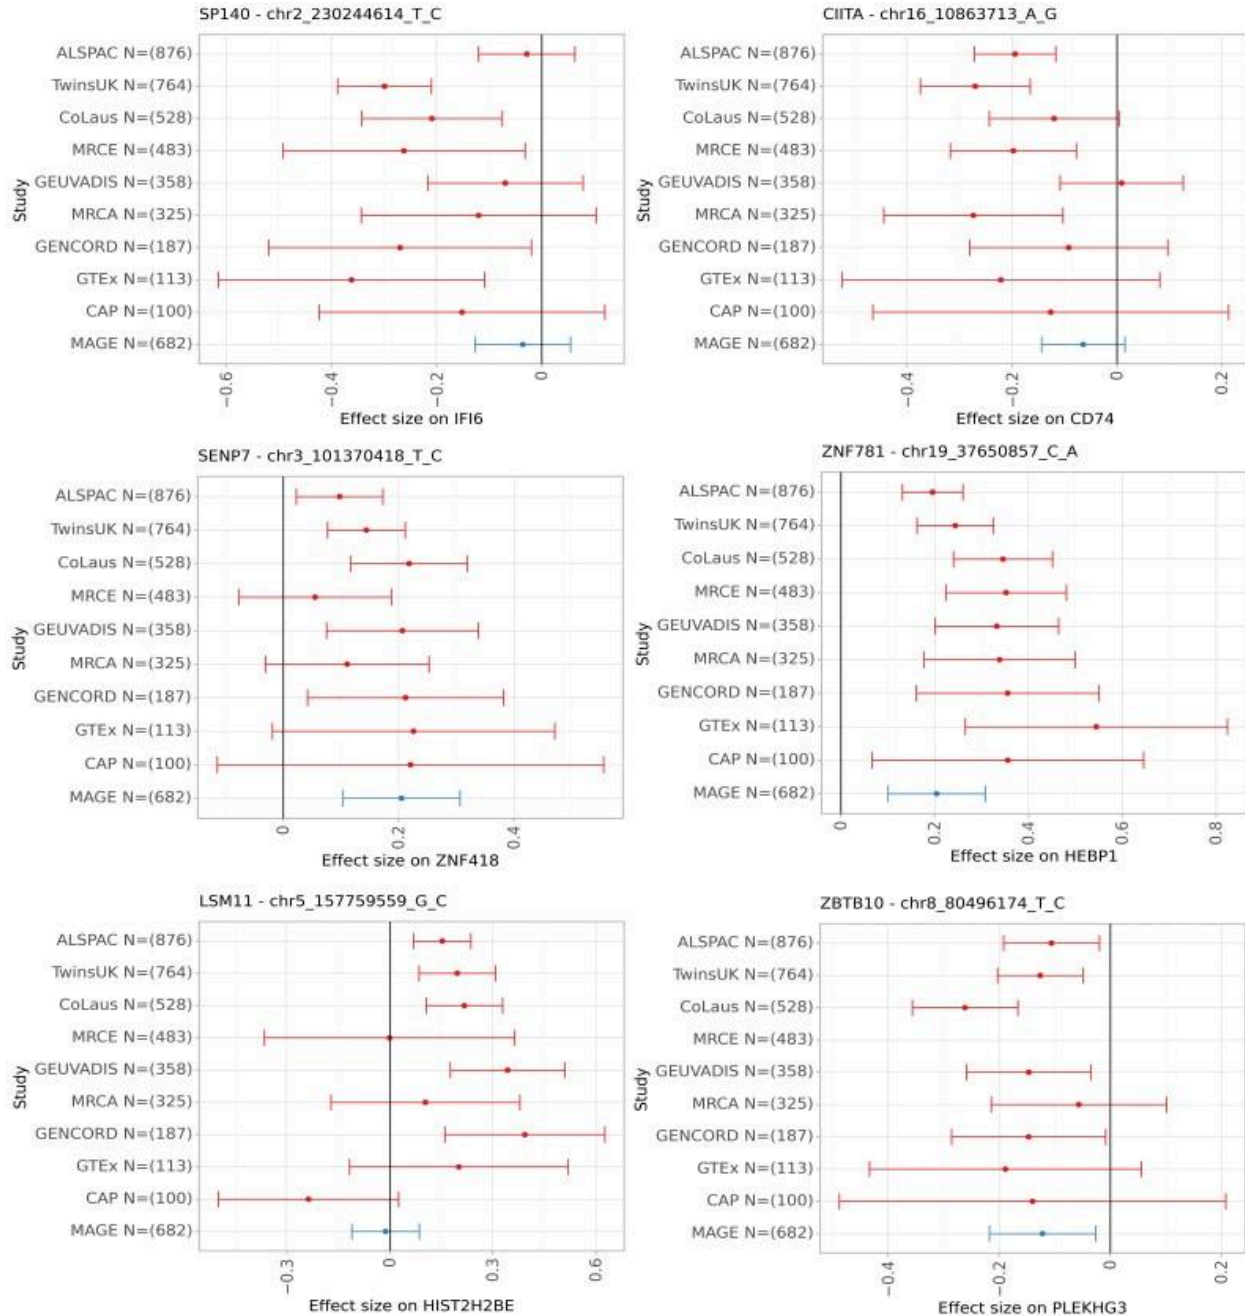 SP140 - chr2_230244614_T_C
Study
ALSPAC N=(876)
TwinsUK N=(764)
CoLaus N=(528)
MRCE N=(483)
GEUVADIS N=(358)
MRCA N=(325)
GENCORD N=(187)
GTEx N=(113)
CAP N=(100)
MAGE N=(682)
−0.6
−0.4
−0.2
0
Effect size on IFI6
CIITA - chr16_10863713_A_G
Study
ALSPAC N=(876)
TwinsUK N=(764)
CoLaus N=(528)
MRCE N=(483)
GEUVADIS N=(358)
MRCA N=(325)
GENCORD N=(187)
GTEx N=(113)
CAP N=(100)
MAGE N=(682)
−0.4
−0.2
0
0.2
Effect size on CD74
SENP7 - chr3_101370418_T_C
Study
ALSPAC N=(876)
TwinsUK N=(764)
CoLaus N=(528)
MRCE N=(483)
GEUVADIS N=(358)
MRCA N=(325)
GENCORD N=(187)
GTEx N=(113)
CAP N=(100)
MAGE N=(682)
0
0.2
0.4
Effect size on ZNF418
ZNF781 - chr19_37650857_C_A
Study
ALSPAC N=(876)
TwinsUK N=(764)
CoLaus N=(528)
MRCE N=(483)
GEUVADIS N=(358)
MRCA N=(325)
GENCORD N=(187)
GTEx N=(113)
CAP N=(100)
MAGE N=(682)
0
0.2
0.4
0.6
0.8
Effect size on HEBP1
LSM11 - chr5_157759559_G_C
Study
ALSPAC N=(876)
TwinsUK N=(764)
CoLaus N=(528)
MRCE N=(483)
GEUVADIS N=(358)
MRCA N=(325)
GENCORD N=(187)
GTEx N=(113)
CAP N=(100)
MAGE N=(682)
−0.3
0
0.3
0.6
Effect size on HIST2H2BE
ZBTB10 - chr8_80496174_T_C
Study
ALSPAC N=(876)
TwinsUK N=(764)
CoLaus N=(528)
MRCE N=(483)
GEUVADIS N=(358)
MRCA N=(325)
GENCORD N=(187)
GTEx N=(113)
CAP N=(100)
MAGE N=(682)
−0.4
−0.2
0
0.2
Effect size on PLEKHG3